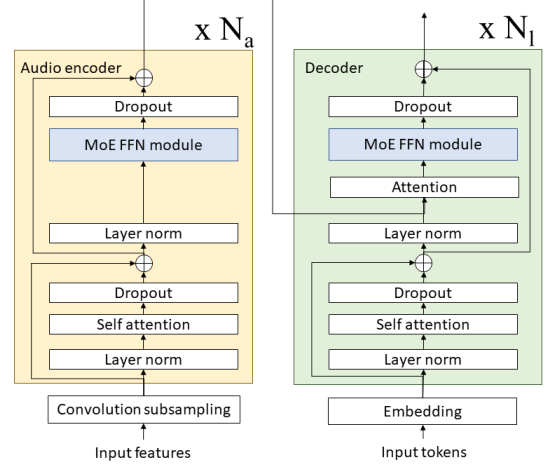 x Nₐ
Audio encoder
Dropout
MoE FFN module
Layer norm
Dropout
Self attention
Layer norm
Convolution subsampling
Input features
x Nₗ
Decoder
Dropout
MoE FFN module
Attention
Layer norm
Dropout
Self attention
Layer norm
Embedding
Input tokens